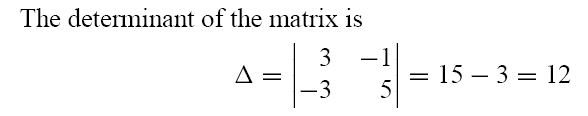 The determinant of the matrix is
Δ = | 3 −1 |
| −3 5 | = 15 − 3 = 12